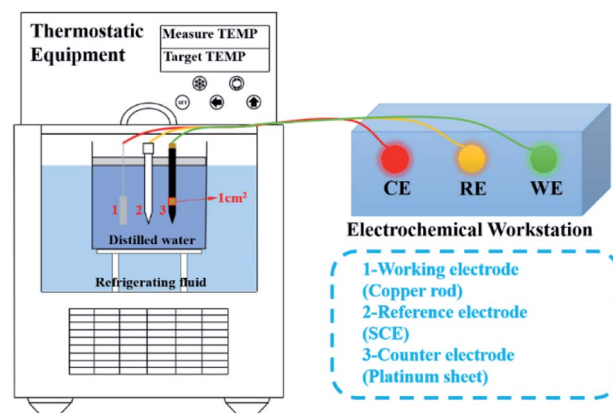 Thermostatic
Equipment
Measure TEMP
Target TEMP
SET
1
2
3
1cm²
Distilled water
Refrigerating fluid
CE
RE
WE
Electrochemical Workstation
1-Working electrode
(Copper rod)
2-Reference electrode
(SCE)
3-Counter electrode
(Platinum sheet)